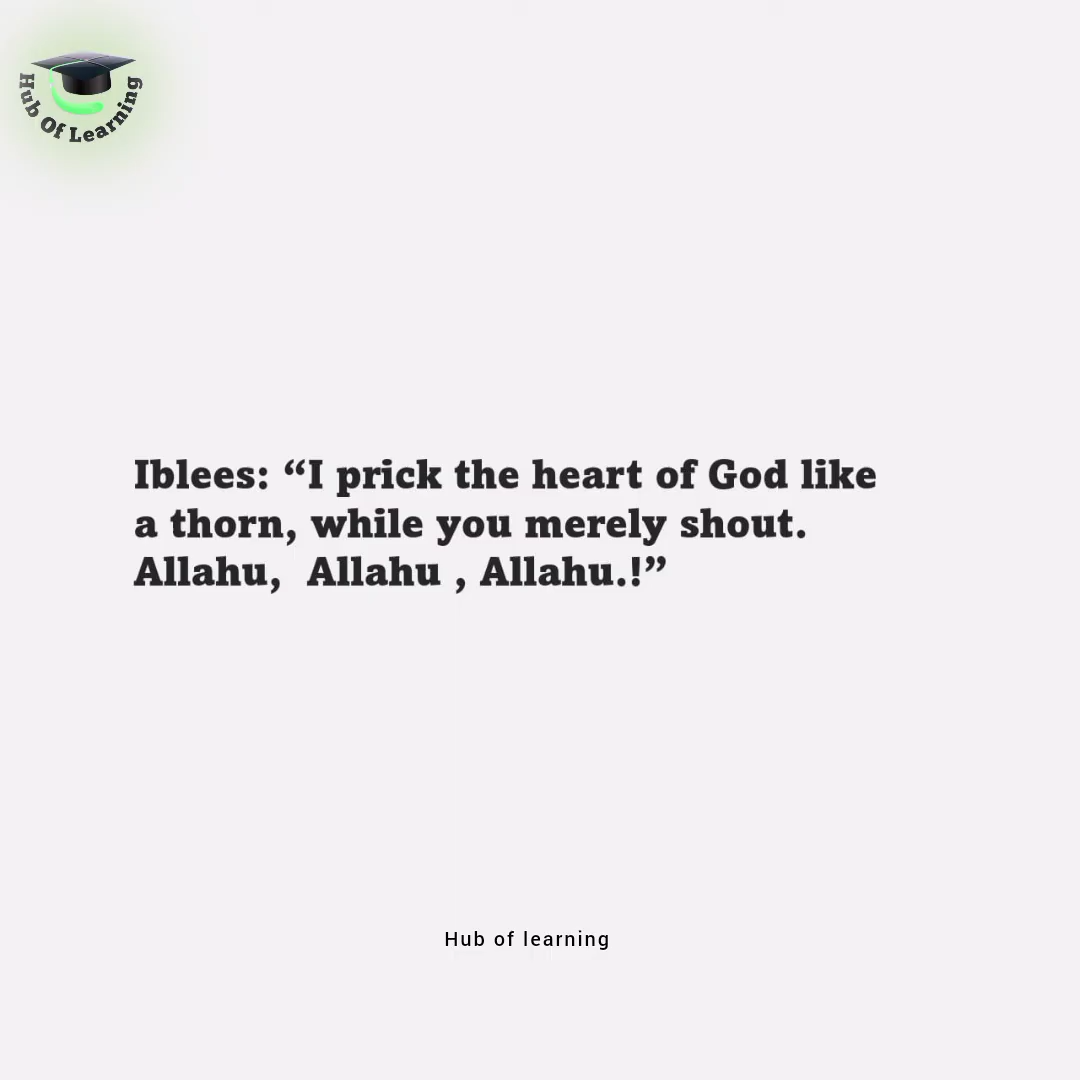 Hub Of Learning
Iblees: “I prick the heart of God like
a thorn, while you merely shout.
Allahu,  Allahu , Allahu.!”
Hub of learning